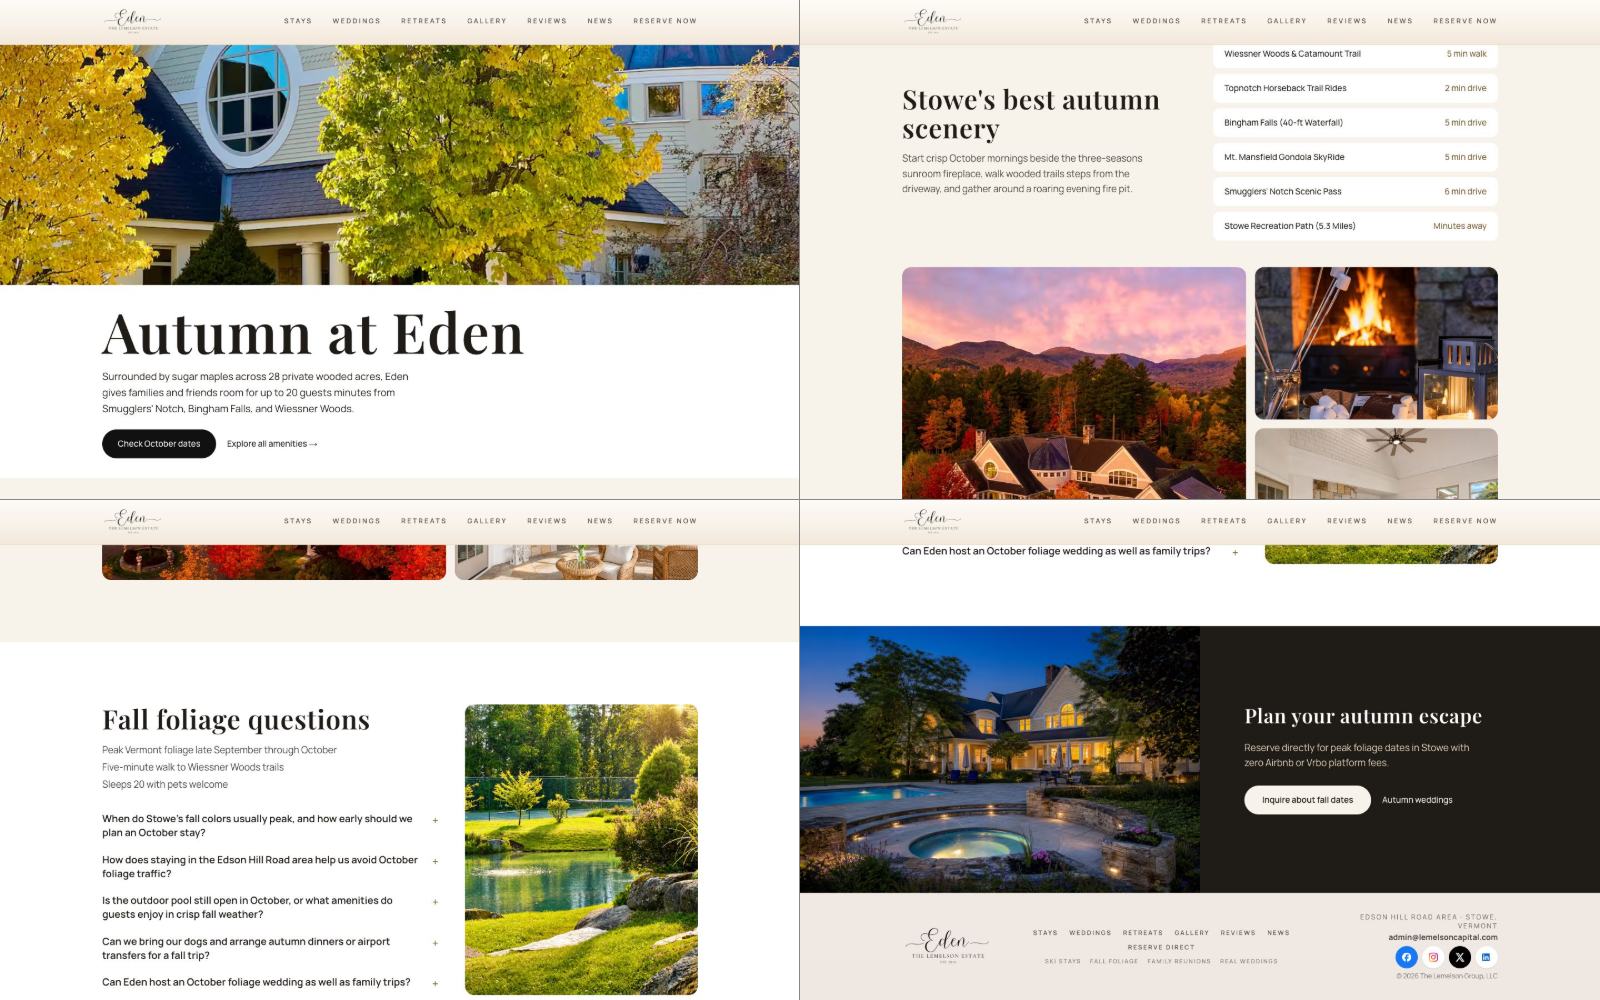 Eden
THE LEMELSON ESTATE
STAYS WEDDINGS RETREATS GALLERY REVIEWS NEWS RESERVE NOW
Autumn at Eden
Surrounded by sugar maples across 28 private wooded acres, Eden
gives families and friends room for up to 20 guests minutes from
Smugglers' Notch, Bingham Falls, and Wiessner Woods.
Check October dates Explore all amenities →
Eden
THE LEMELSON ESTATE
STAYS WEDDINGS RETREATS GALLERY REVIEWS NEWS RESERVE NOW
Stowe's best autumn
scenery
Start crisp October mornings beside the three-seasons
sunroom fireplace, walk wooded trails steps from the
driveway, and gather around a roaring evening fire pit.
Wiessner Woods & Catamount Trail 5 min walk
Topnotch Horseback Trail Rides 2 min drive
Bingham Falls (40-ft Waterfall) 5 min drive
Mt. Mansfield Gondola SkyRide 5 min drive
Smugglers' Notch Scenic Pass 6 min drive
Stowe Recreation Path (5.3 Miles) Minutes away
Eden
THE LEMELSON ESTATE
STAYS WEDDINGS RETREATS GALLERY REVIEWS NEWS RESERVE NOW
Fall foliage questions
Peak Vermont foliage late September through October
Five-minute walk to Wiessner Woods trails
Sleeps 20 with pets welcome
When do Stowe's fall colors usually peak, and how early should we +
plan an October stay?
How does staying in the Edson Hill Road area help us avoid October +
foliage traffic?
Is the outdoor pool still open in October, or what amenities do +
guests enjoy in crisp fall weather?
Can we bring our dogs and arrange autumn dinners or airport +
transfers for a fall trip?
Can Eden host an October foliage wedding as well as family trips? +
Eden
THE LEMELSON ESTATE
STAYS WEDDINGS RETREATS GALLERY REVIEWS NEWS RESERVE NOW
Can Eden host an October foliage wedding as well as family trips? +
Plan your autumn escape
Reserve directly for peak foliage dates in Stowe with
zero Airbnb or Vrbo platform fees.
Inquire about fall dates Autumn weddings
Eden
THE LEMELSON ESTATE
STAYS WEDDINGS RETREATS GALLERY REVIEWS NEWS
RESERVE DIRECT
SKI STAYS FALL FOLIAGE FAMILY REUNIONS REAL WEDDINGS
EDSON HILL ROAD AREA · STOWE,
VERMONT
admin@lemelsoncapital.com
© 2026 The Lemelson Group, LLC